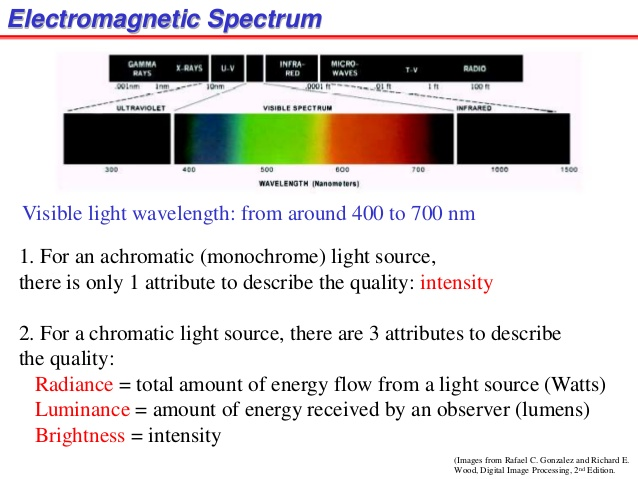 Electromagnetic Spectrum
GAMMA RAYS X-RAYS U-V INFRA-RED MICRO-WAVES T-V RADIO
.001nm 1nm 10nm .0001 ft .01 ft 1 ft 100 ft
ULTRAVIOLET VISIBLE SPECTRUM INFRARED
300 400 500 600 700 1000 1500
WAVELENGTH (Nanometers)
Visible light wavelength: from around 400 to 700 nm
1. For an achromatic (monochrome) light source,
there is only 1 attribute to describe the quality: intensity
2. For a chromatic light source, there are 3 attributes to describe
the quality:
Radiance = total amount of energy flow from a light source (Watts)
Luminance = amount of energy received by an observer (lumens)
Brightness = intensity
(Images from Rafael C. Gonzalez and Richard E.
Wood, Digital Image Processing, 2nd Edition.